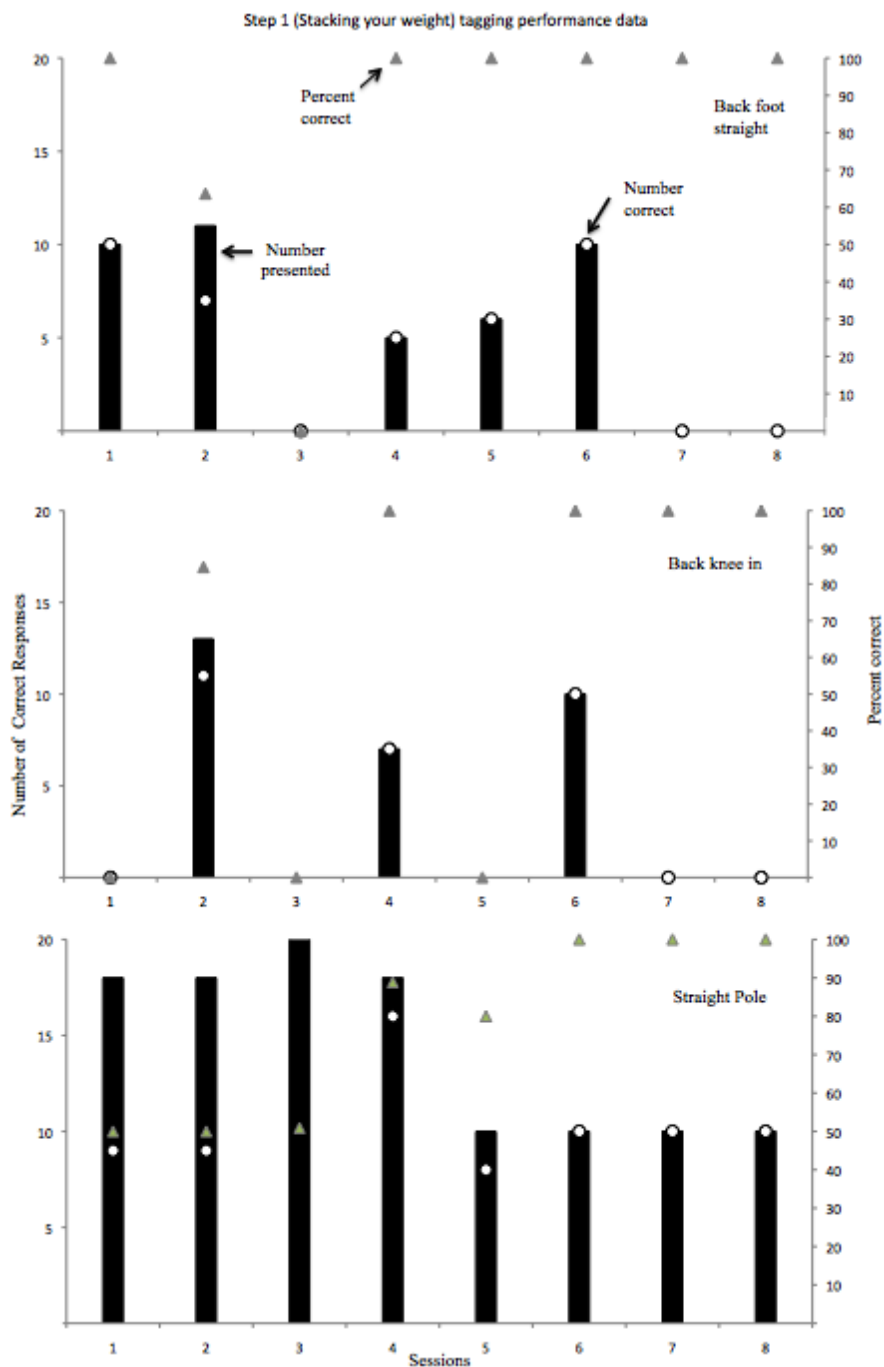 Step 1 (Stacking your weight) tagging performance data
20
15
10
5
Percent
correct
Number
presented
Number
correct
Back foot
straight
100
90
80
70
60
50
40
30
20
10
1 2 3 4 5 6 7 8
Number of Correct Responses
20
15
10
5
Back knee in
100
90
80
70
60
50
40
30
20
10
Percent correct
1 2 3 4 5 6 7 8
20
15
10
5
Straight Pole
100
90
80
70
60
50
40
30
20
10
1 2 3 4 5 6 7 8
Sessions